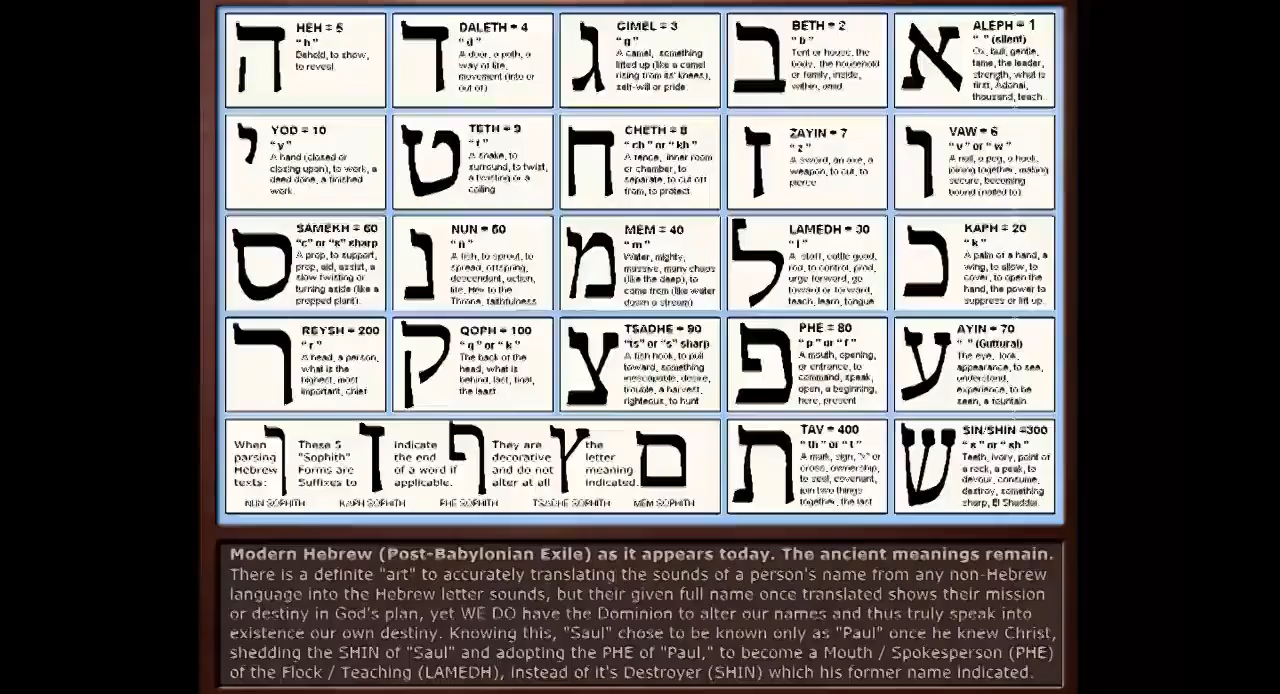 א
ALEPH = 1
" " (silent)
Ox, bull, gentle,
tame, the leader,
strength, what is
first, Adonai,
thousand, teach.
ב
BETH = 2
" b "
Tent or house, the
body, the household
or family, inside,
within, amid.
ג
GIMEL = 3
" g "
A camel, something
lifted up (like a camel
rising from its' knees),
self-will or pride.
ד
DALETH = 4
" d "
A door, a path, a
way of life,
movement (into or
out of)
ה
HEH = 5
" h "
Behold, to show,
to reveal.
ו
VAW = 6
" v " or " w "
A nail, a peg, a hook,
joining together, making
secure, becoming
bound (nailed to)
ז
ZAYIN = 7
" z "
A sword, an axe, a
weapon, to cut, to
pierce
ח
CHETH = 8
" ch " or " kh "
A fence, inner room
or chamber, to
separate, to cut off
from, to protect.
ט
TETH = 9
" t "
A snake, to
surround, to twist,
a twisting or a
coiling
י
YOD = 10
" y "
A hand (closed or
closing upon), to work, a
deed done, a finished
work
כ
KAPH = 20
" k "
A palm of a hand, a
wing, to allow, to
cover, to open the
hand, the power to
suppress or lift up.
ל
LAMEDH = 30
" l "
A staff, cattle goad,
rod, to control, prod,
urge forward, go
toward or forward,
teach, learn, tongue
מ
MEM = 40
" m "
Water, mighty,
massive, many, chaos
(like the deep), to
come from (like water
down a stream)
נ
NUN = 50
" n "
A fish, to sprout, to
spread, offspring,
descendant, action,
life, Heir to the
Throne, faithfulness
ס
SAMEKH = 60
"c" or "s" sharp
A prop, to support,
prop, aid, assist, a
slow twisting or
turning aside (like a
propped plant).
ע
AYIN = 70
" " (Guttural)
The eye, look,
appearance, to see,
understand,
experience, to be
seen, a fountain
פ
PHE = 80
" p " or " f "
A mouth, opening,
or entrance, to
command, speak,
open, a beginning,
here, present
צ
TSADHE = 90
"ts" or "s" sharp
A fish hook, to pull
toward, something
inescapable, desire,
trouble, a harvest,
righteous, to hunt
ק
QOPH = 100
" q " or " k "
The back of the
head, what is
behind, last, final,
the least
ר
REYSH = 200
" r "
A head, a person,
what is the
highest, most
important, chief
ש
SIN/SHIN =300
" s " or " sh "
Teeth, ivory, point of
a rock, a peak, to
devour, consume,
destroy, something
sharp, El Shaddai.
ת
TAV = 400
" th " or " t "
A mark, sign, "x" or
cross, ownership,
to seal, covenant,
join two things
together, the last
When
parsing
Hebrew
texts:
ן
These 5
"Sophith"
Forms are
Suffixes to
ך
indicate
the end
of a word if
applicable.
ף
They are
decorative
and do not
alter at all
ץ
the
letter
meaning
indicated.
ם
NUN SOPHITH KAPH SOPHITH PHE SOPHITH TSADHE SOPHITH MEM SOPHITH
Modern Hebrew (Post-Babylonian Exile) as it appears today. The ancient meanings remain.
There is a definite "art" to accurately translating the sounds of a person's name from any non-Hebrew
language into the Hebrew letter sounds, but their given full name once translated shows their mission
or destiny in God's plan, yet WE DO have the Dominion to alter our names and thus truly speak into
existence our own destiny. Knowing this, "Saul" chose to be known only as "Paul" once he knew Christ,
shedding the SHIN of "Saul" and adopting the PHE of "Paul," to become a Mouth / Spokesperson (PHE)
of the Flock / Teaching (LAMEDH), instead of it's Destroyer (SHIN) which his former name indicated.